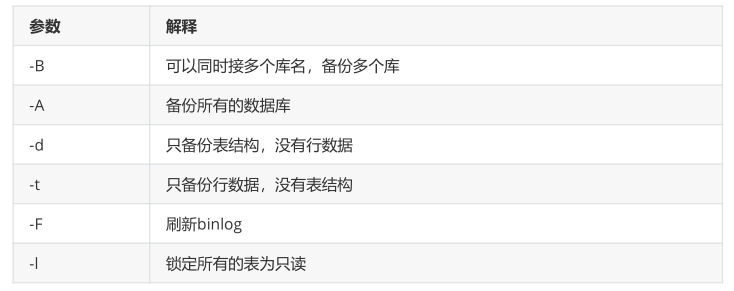 参数 解释
-B 可以同时接多个库名，备份多个库
-A 备份所有的数据库
-d 只备份表结构，没有行数据
-t 只备份行数据，没有表结构
-F 刷新binlog
-l 锁定所有的表为只读